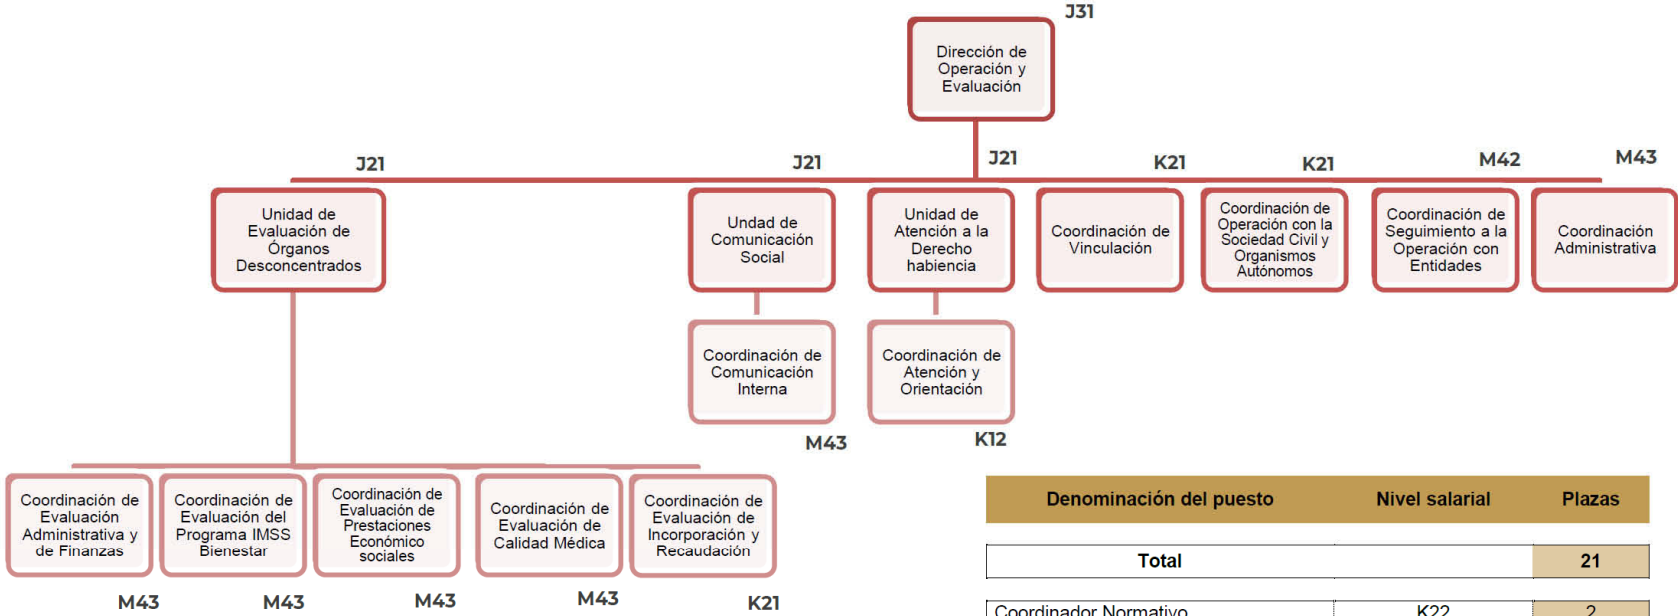 J31
Dirección de
Operación y
Evaluación
J21
J21
J21
K21
K21
M42
M43
Unidad de
Evaluación de
Órganos
Desconcentrados
Undad de
Comunicación
Social
Unidad de
Atención a la
Derecho
habiencia
Coordinación de
Vinculación
Coordinación de
Operación con la
Sociedad Civil y
Organismos
Autónomos
Coordinación de
Seguimiento a la
Operación con
Entidades
Coordinación
Administrativa
Coordinación de
Comunicación
Interna
M43
Coordinación de
Atención y
Orientación
K12
Coordinación de
Evaluación
Administrativa y
de Finanzas
M43
Coordinación de
Evaluación del
Programa IMSS
Bienestar
M43
Coordinación de
Evaluación de
Prestaciones
Económico
sociales
M43
Coordinación de
Evaluación de
Calidad Médica
M43
Coordinación de
Evaluación de
Incorporación y
Recaudación
K21
Denominación del puesto Nivel salarial Plazas
Total 21
Coordinador Normativo K22 2